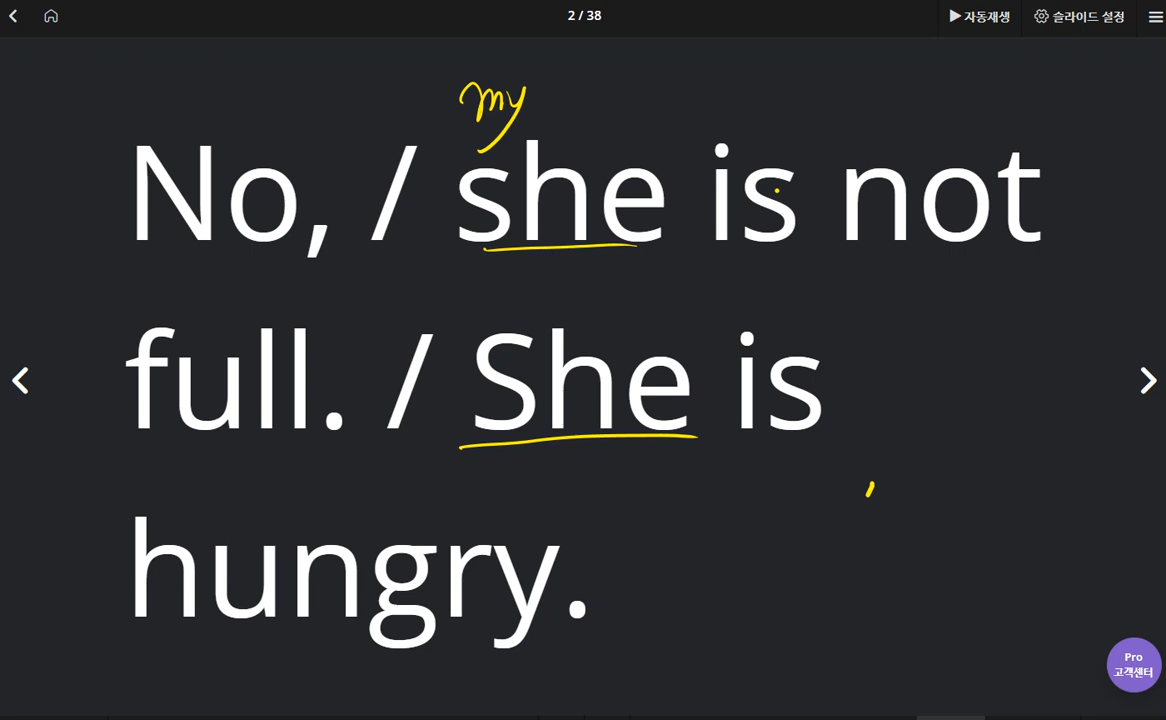 2 / 38
자동재생
슬라이드 설정
my
No, / she is not
full. / She is
hungry.
Pro
고객센터